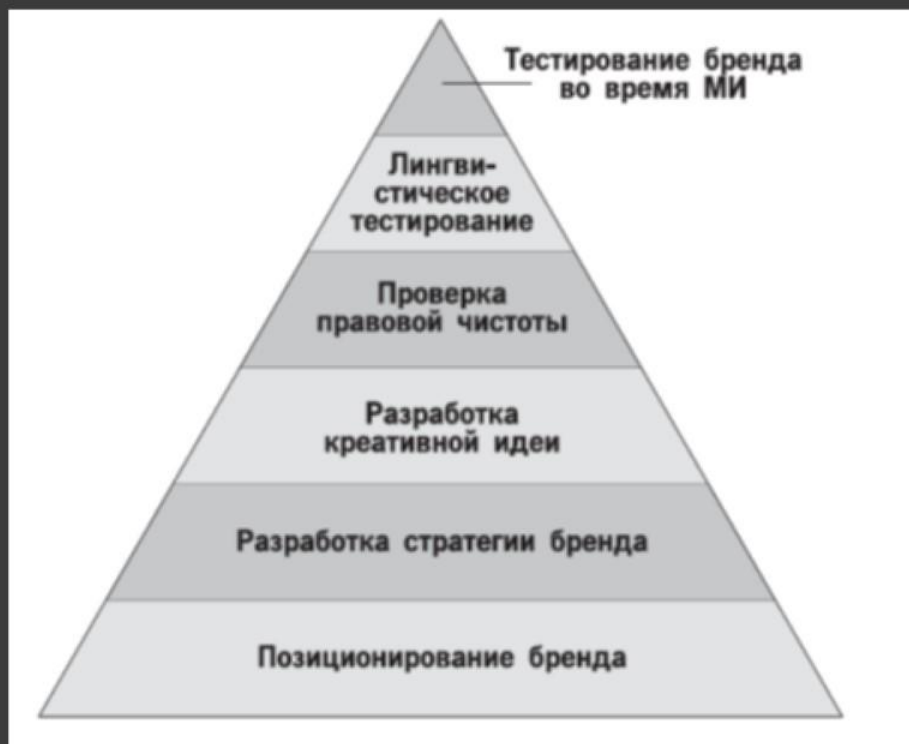 Тестирование бренда
во время МИ
Лингви-
стическое
тестирование
Проверка
правовой чистоты
Разработка
креативной идеи
Разработка стратегии бренда
Позиционирование бренда